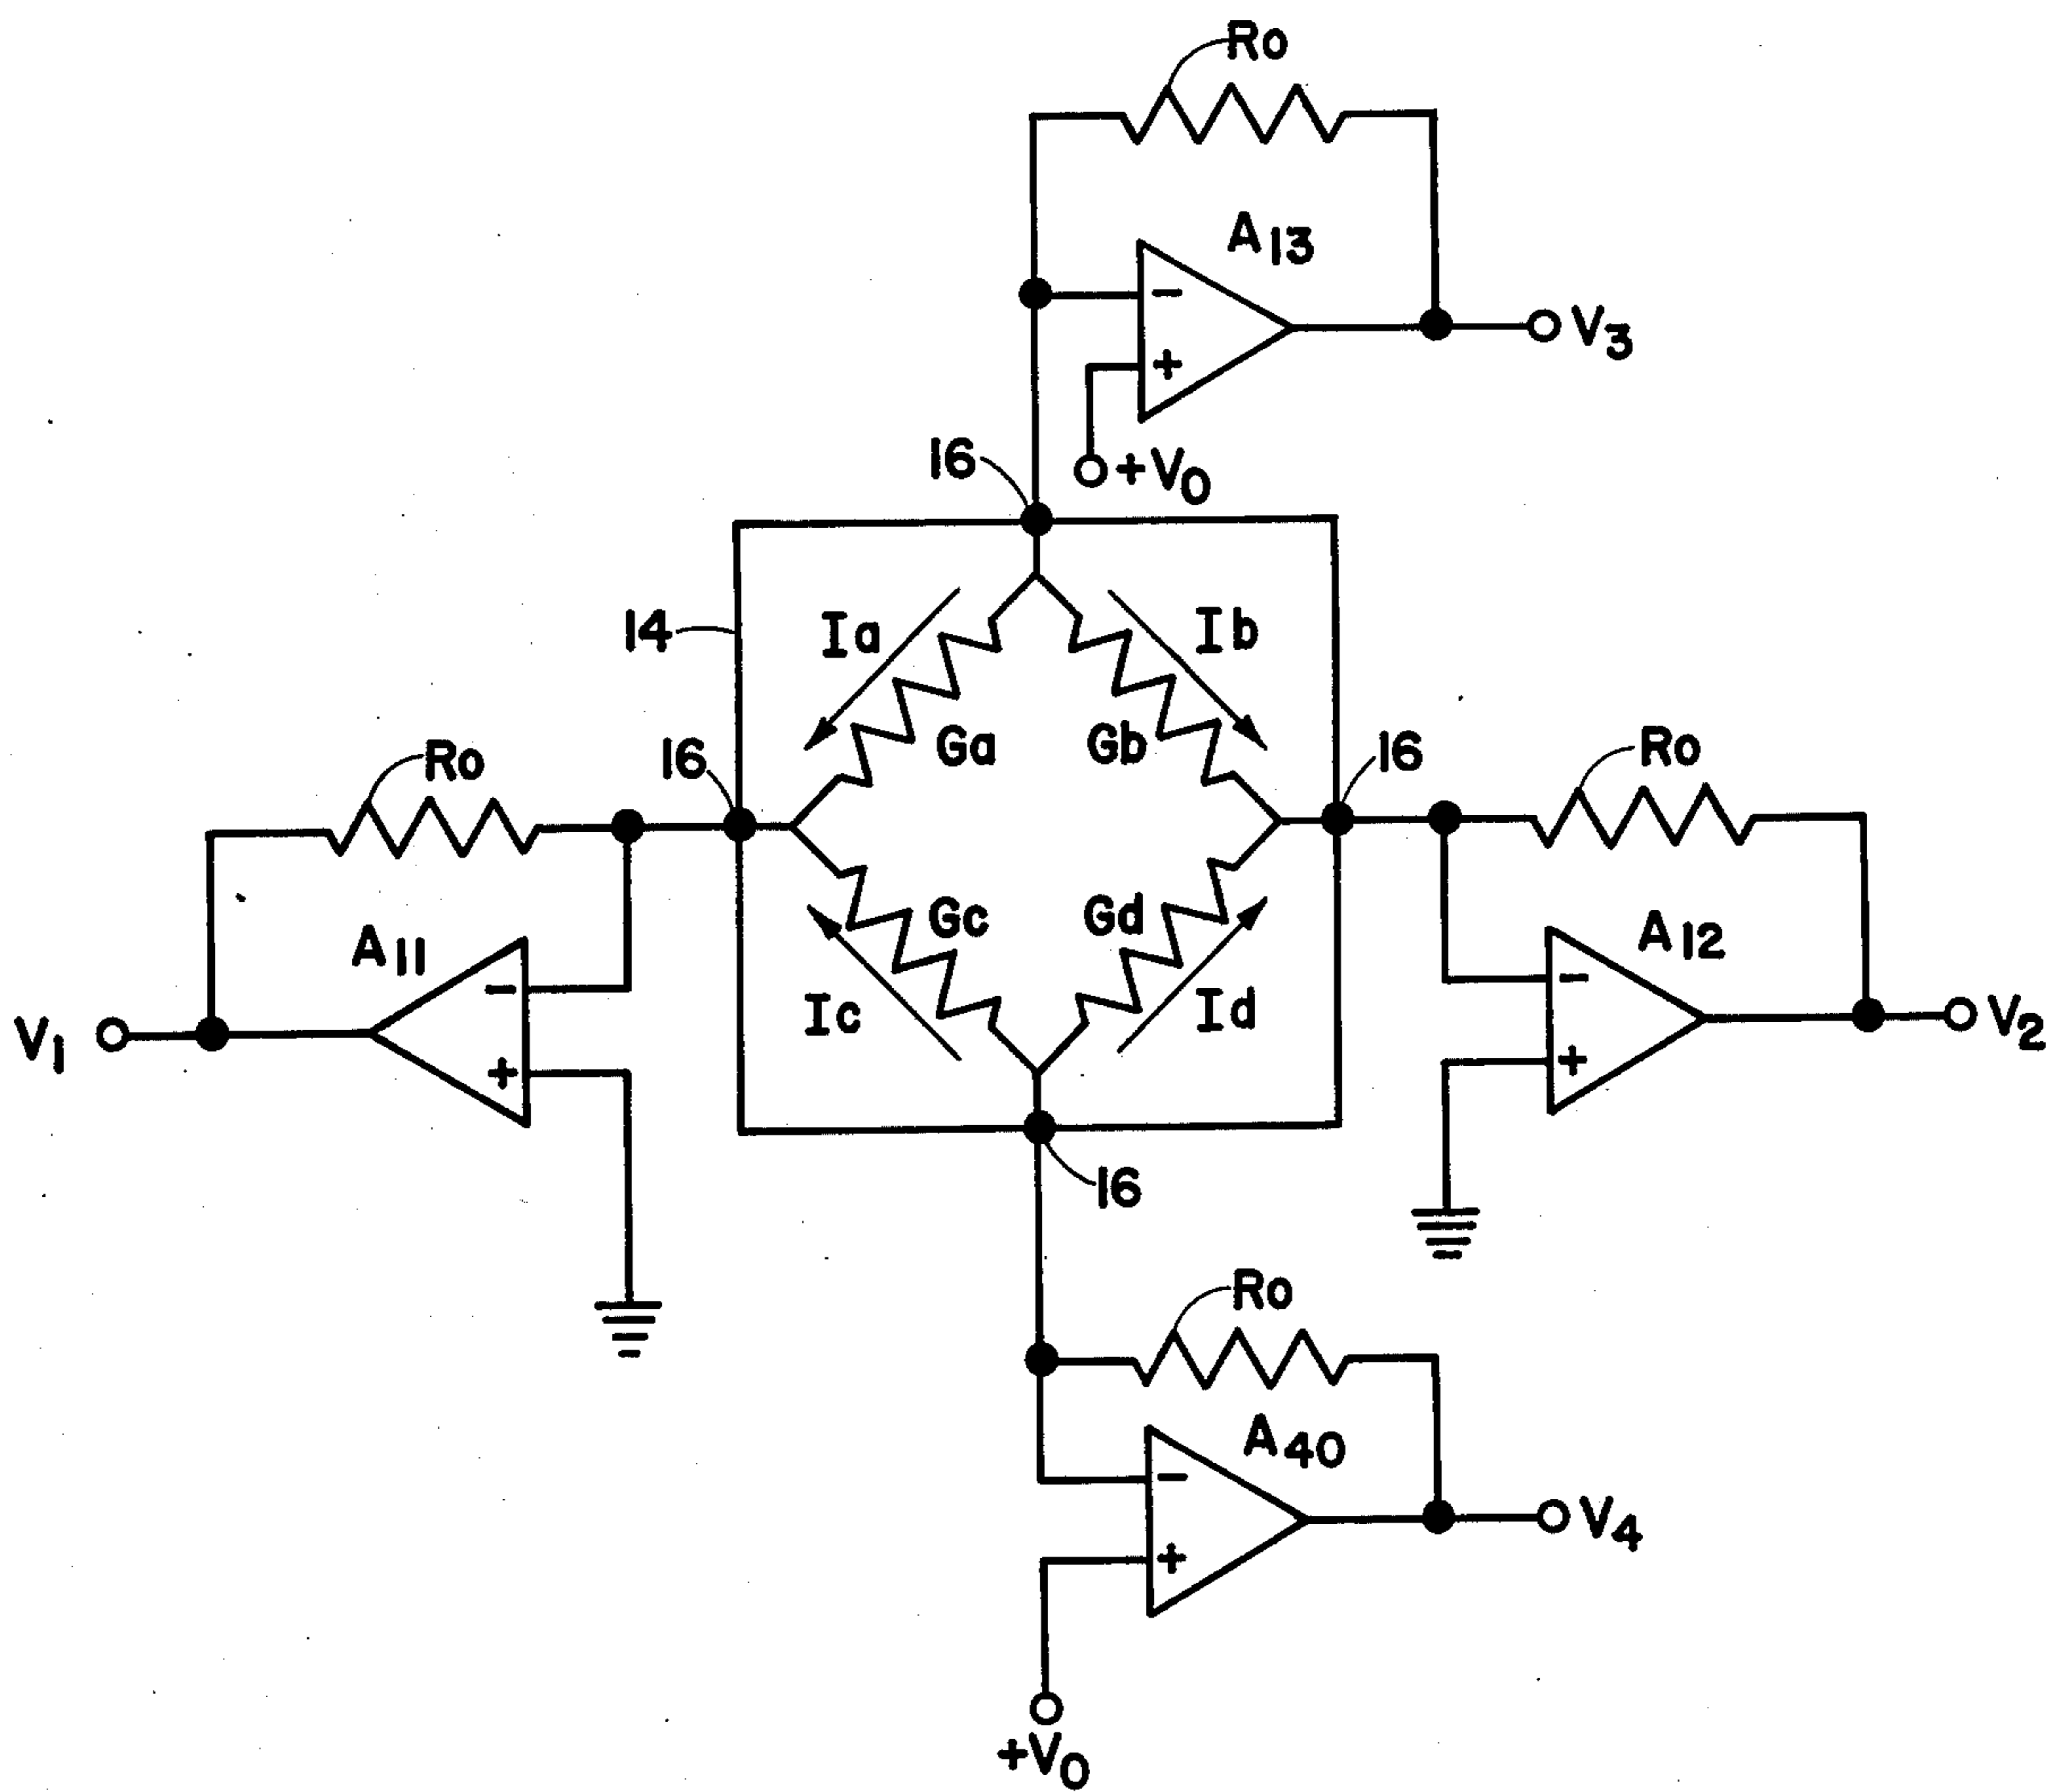 Ro
A13
−
V3
+
16
+V0
Ia
Ib
14
Ga
Gb
Ro
16
16
Ro
Gc
Gd
A11
A12
−
−
Ic
Id
V1
V2
+
+
16
Ro
A40
−
V4
+
+V0